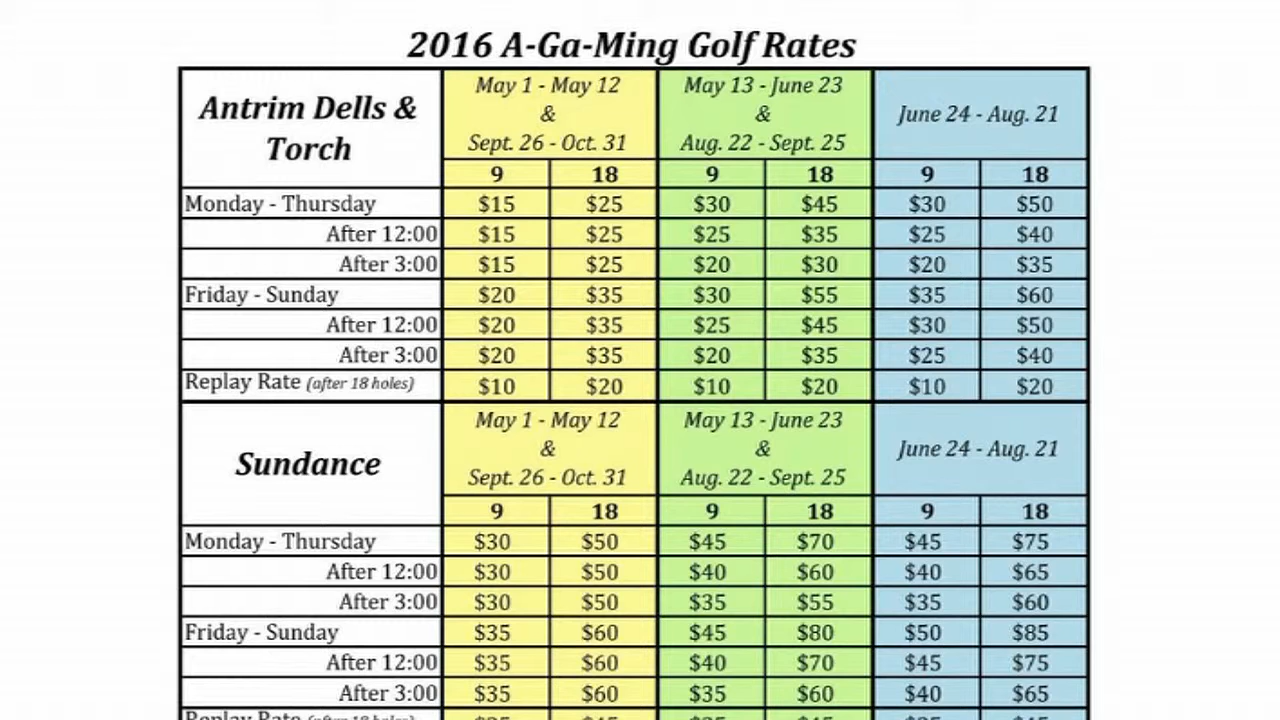 2016 A-Ga-Ming Golf Rates
Antrim Dells & Torch May 1 - May 12 & Sept. 26 - Oct. 31 May 13 - June 23 & Aug. 22 - Sept. 25 June 24 - Aug. 21
9 18 9 18 9 18
Monday - Thursday $15 $25 $30 $45 $30 $50
After 12:00 $15 $25 $25 $35 $25 $40
After 3:00 $15 $25 $20 $30 $20 $35
Friday - Sunday $20 $35 $30 $55 $35 $60
After 12:00 $20 $35 $25 $45 $30 $50
After 3:00 $20 $35 $20 $35 $25 $40
Replay Rate (after 18 holes) $10 $20 $10 $20 $10 $20
Sundance May 1 - May 12 & Sept. 26 - Oct. 31 May 13 - June 23 & Aug. 22 - Sept. 25 June 24 - Aug. 21
9 18 9 18 9 18
Monday - Thursday $30 $50 $45 $70 $45 $75
After 12:00 $30 $50 $40 $60 $40 $65
After 3:00 $30 $50 $35 $55 $35 $60
Friday - Sunday $35 $60 $45 $80 $50 $85
After 12:00 $35 $60 $40 $70 $45 $75
After 3:00 $35 $60 $35 $60 $40 $65
Replay Rate (after 18 holes)